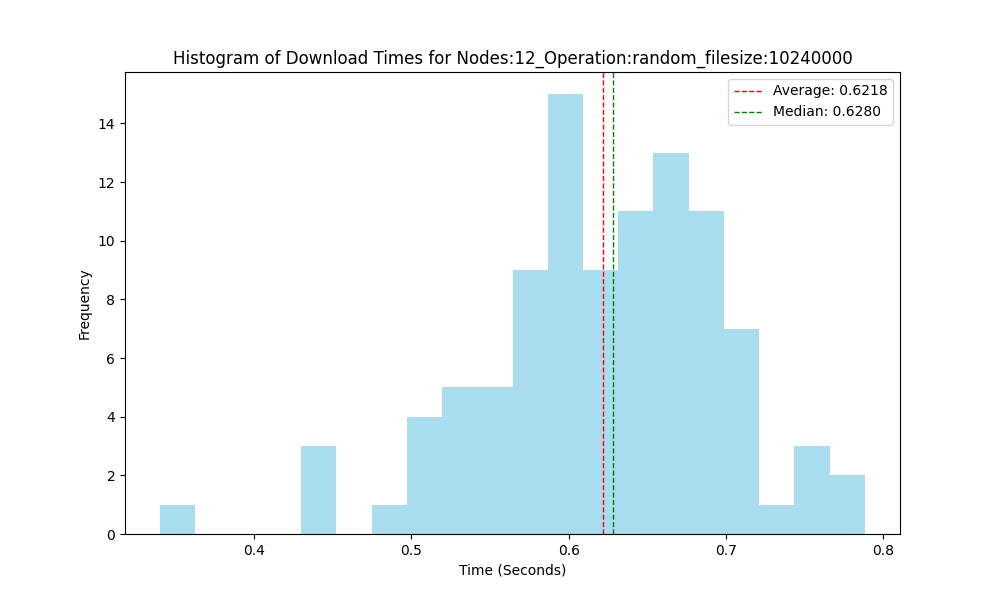 Histogram of Download Times for Nodes:12_Operation:random_filesize:10240000
Average: 0.6218
Median: 0.6280
Frequency
14
12
10
8
6
4
2
0
0.4 0.5 0.6 0.7 0.8
Time (Seconds)